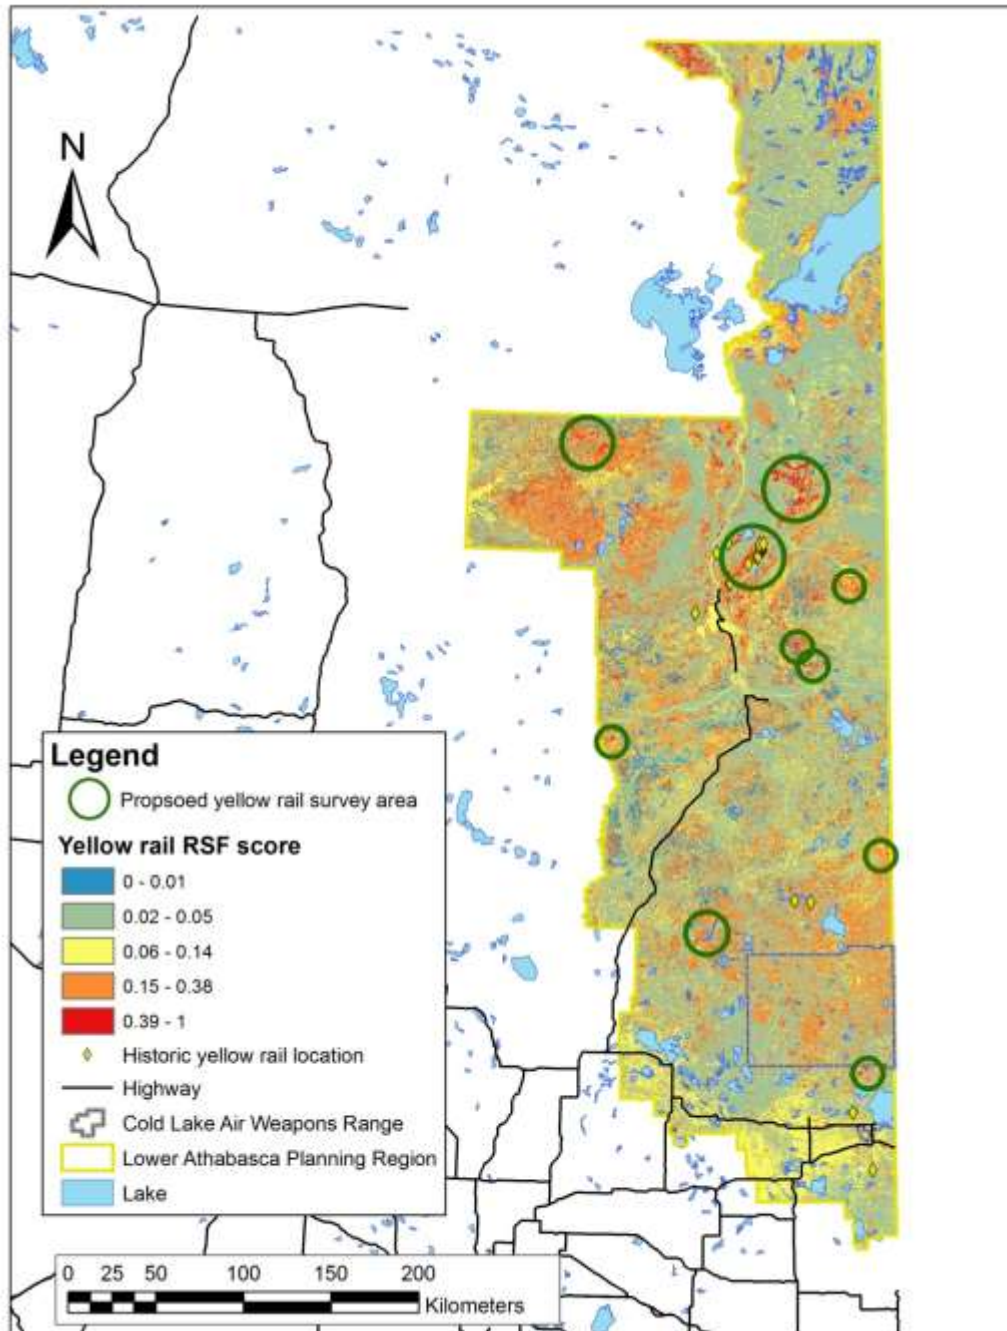 N
Legend
Propsoed yellow rail survey area
Yellow rail RSF score
0 - 0.01
0.02 - 0.05
0.06 - 0.14
0.15 - 0.38
0.39 - 1
Historic yellow rail location
Highway
Cold Lake Air Weapons Range
Lower Athabasca Planning Region
Lake
0 25 50 100 150 200
Kilometers